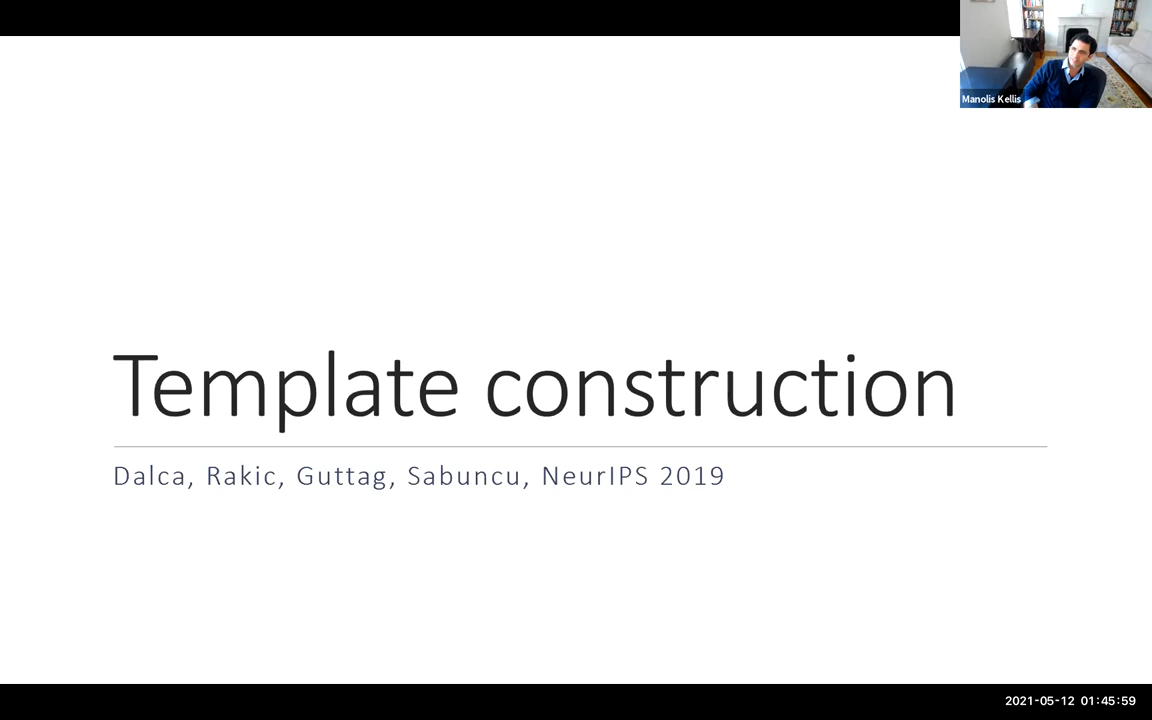 Manolis Kellis
Template construction
Dalca, Rakic, Guttag, Sabuncu, NeurIPS 2019
2021-05-12 01:45:59